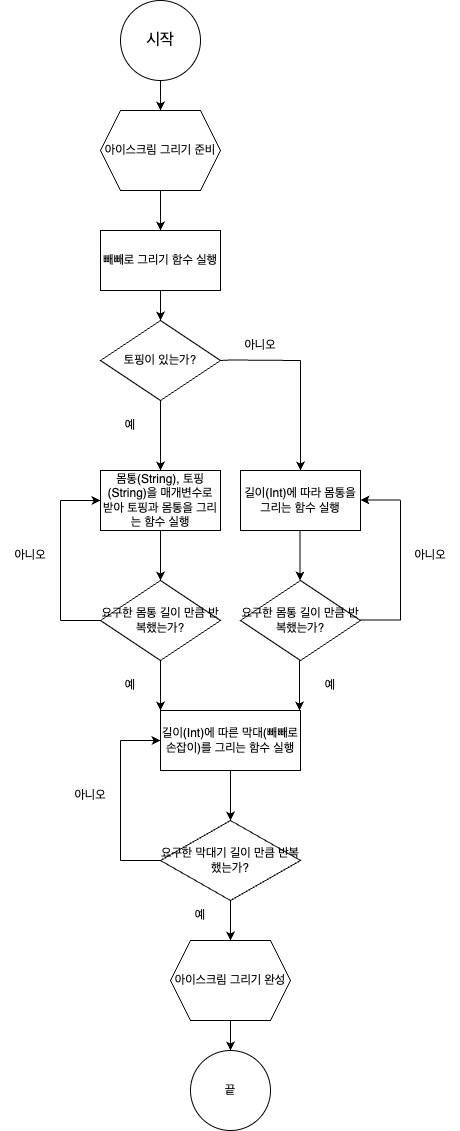 시작
아이스크림 그리기 준비
빼빼로 그리기 함수 실행
토핑이 있는가?
아니오
예
몸통(String), 토핑
(String)을 매개변수로
받아 토핑과 몸통을 그리
는 함수 실행
길이(Int)에 따라 몸통을
그리는 함수 실행
아니오
아니오
요구한 몸통 길이 만큼 반
복했는가?
요구한 몸통 길이 만큼 반
복했는가?
예
예
길이(Int)에 따른 막대(빼빼로
손잡이)를 그리는 함수 실행
아니오
요구한 막대기 길이 만큼 반복
했는가?
예
아이스크림 그리기 완성
끝